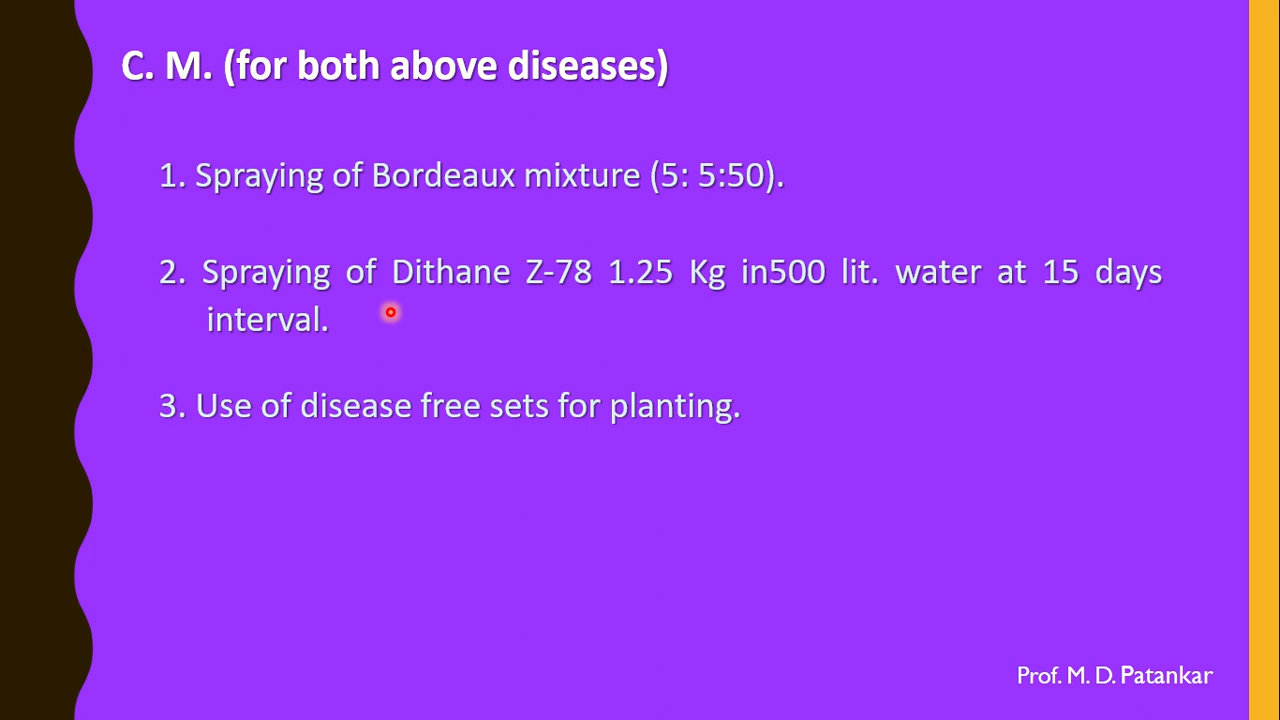 C. M. (for both above diseases)
1. Spraying of Bordeaux mixture (5: 5:50).
2. Spraying of Dithane Z-78 1.25 Kg in500 lit. water at 15 days
interval.
3. Use of disease free sets for planting.
Prof. M. D. Patankar